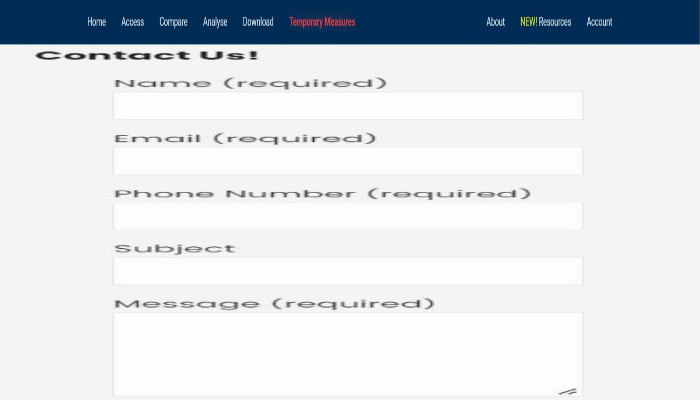 Home Access Compare Analyse Download Temporary Measures About NEW! Resources Account
Contact Us!
Name (required)
Email (required)
Phone Number (required)
Subject
Message (required)